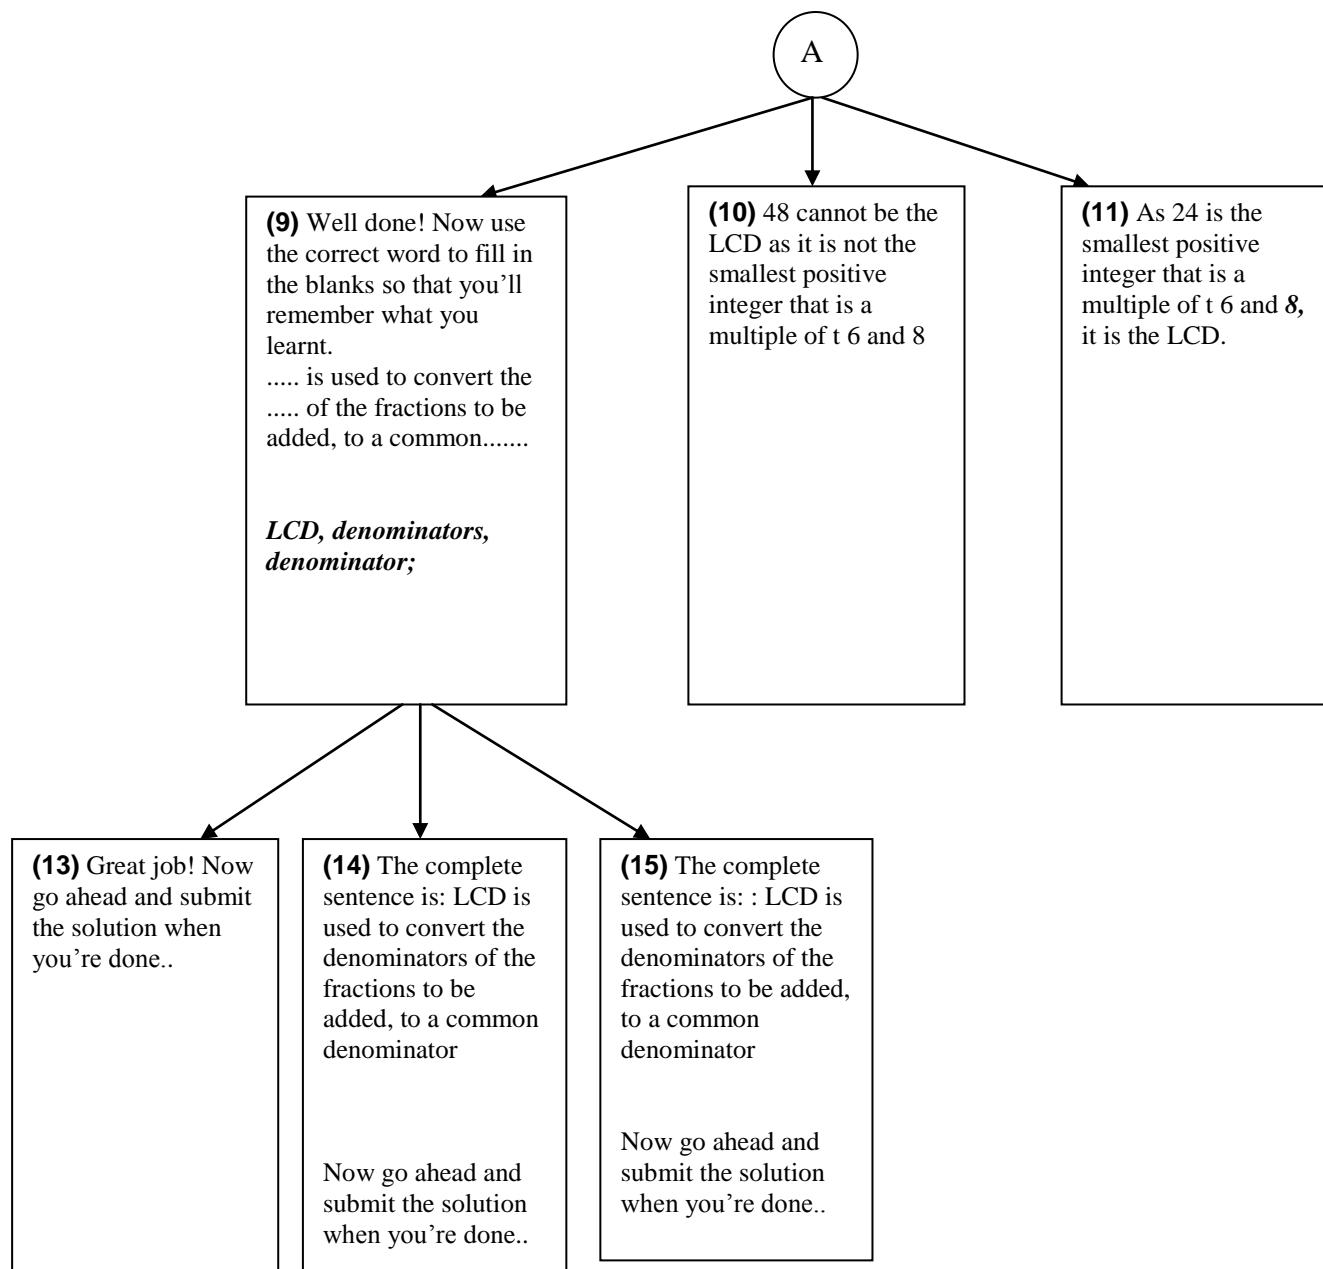 A
(9) Well done! Now use
the correct word to fill in
the blanks so that you’ll
remember what you
learnt.
..... is used to convert the
..... of the fractions to be
added, to a common.......
LCD, denominators,
denominator;
(10) 48 cannot be the
LCD as it is not the
smallest positive
integer that is a
multiple of t 6 and 8
(11) As 24 is the
smallest positive
integer that is a
multiple of t 6 and 8,
it is the LCD.
(13) Great job! Now
go ahead and submit
the solution when
you’re done..
(14) The complete
sentence is: LCD is
used to convert the
denominators of the
fractions to be
added, to a common
denominator
Now go ahead and
submit the solution
when you’re done..
(15) The complete
sentence is: : LCD is
used to convert the
denominators of the
fractions to be added,
to a common
denominator
Now go ahead and
submit the solution
when you’re done..